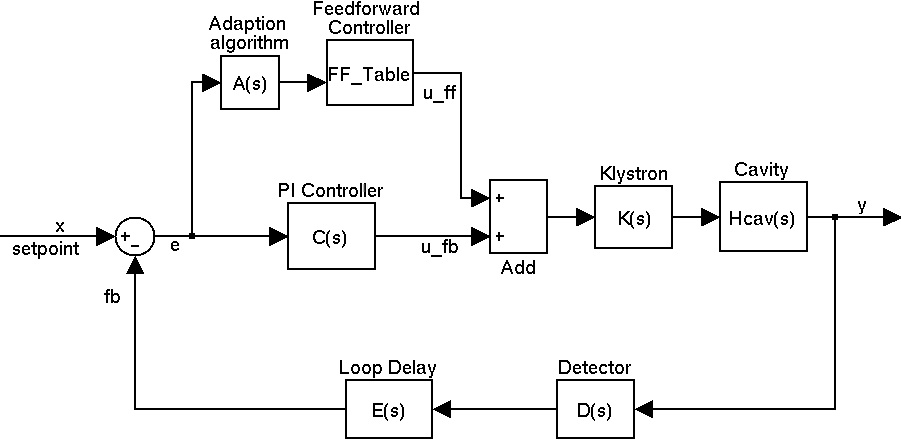 Feedforward
Controller
Adaption
algorithm
A(s)
FF_Table
u_ff
PI Controller
C(s)
u_fb
x
setpoint
+
_
e
fb
+
+
Add
Klystron
K(s)
Cavity
Hcav(s)
y
Loop Delay
E(s)
Detector
D(s)